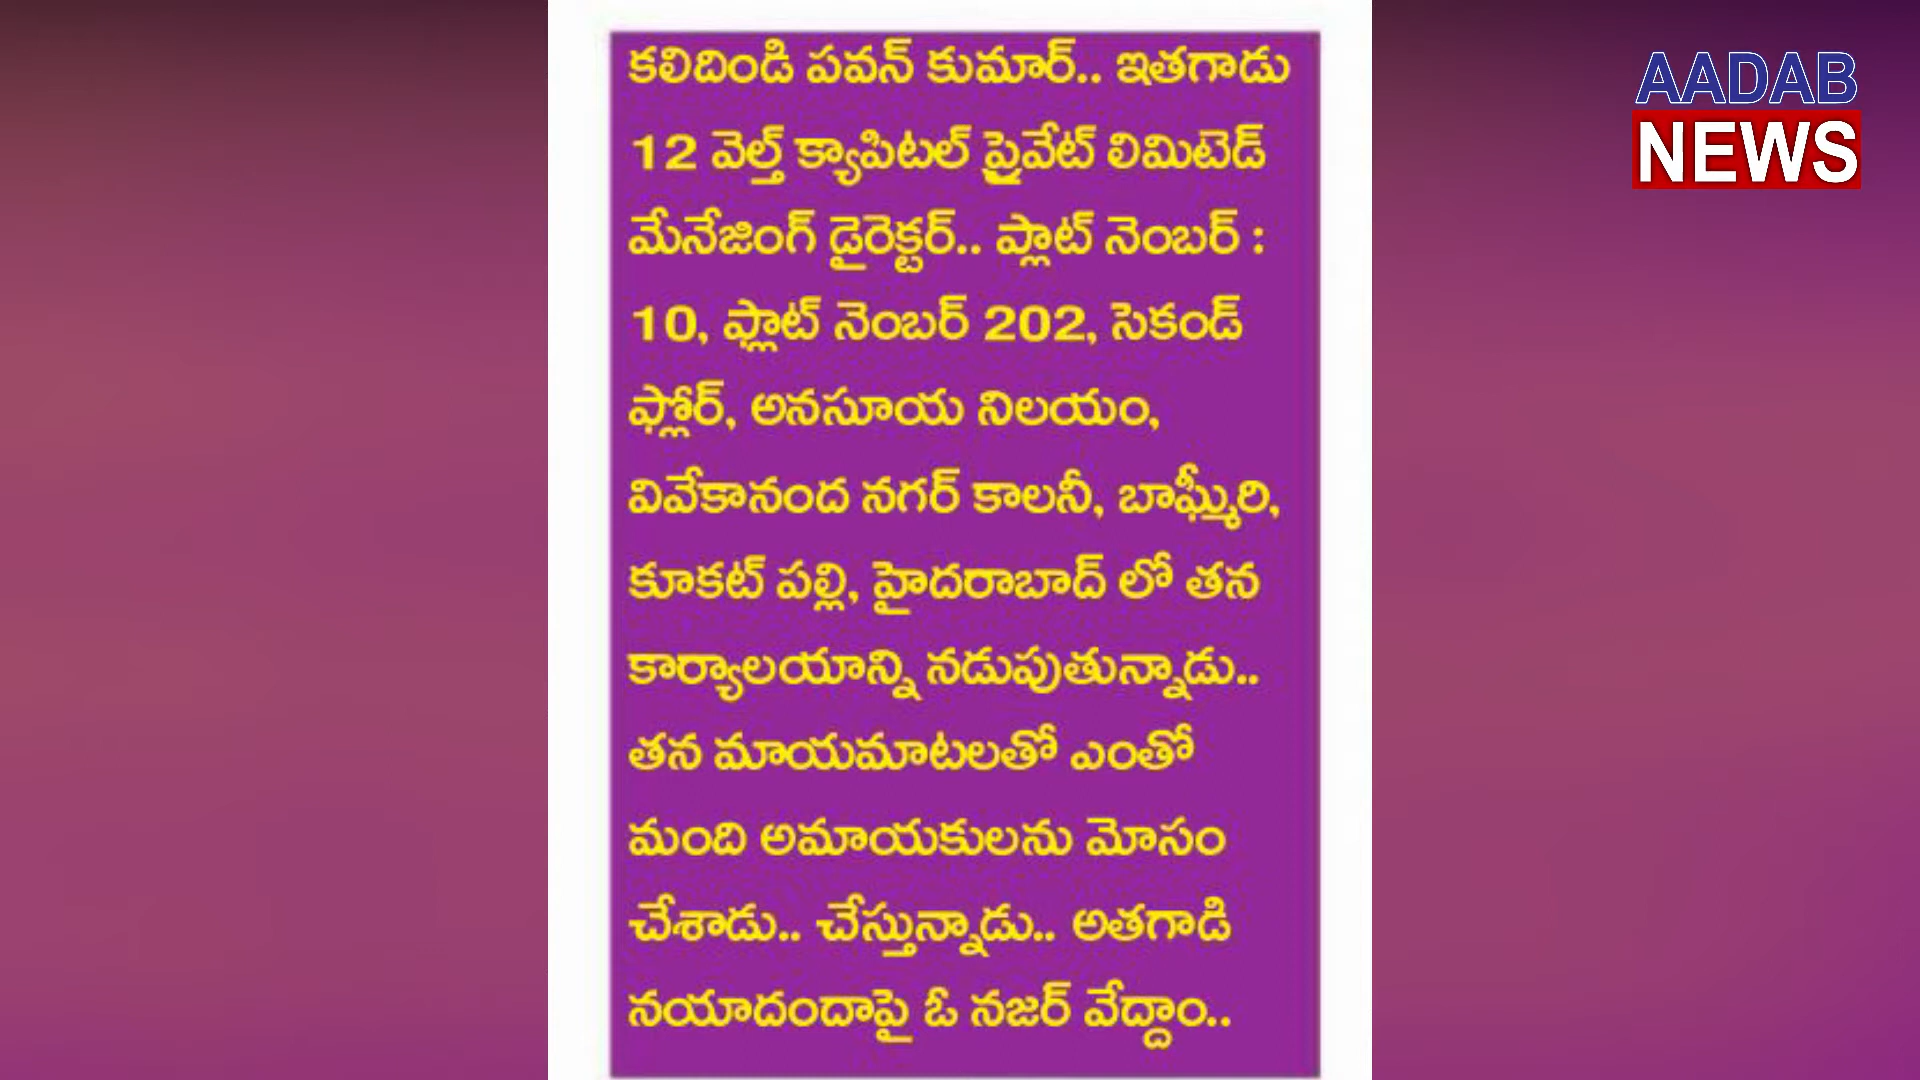 AADAB
NEWS
కలిదిండి పవన్ కుమార్.. ఇతగాడు
12 వెల్త్ క్యాపిటల్ ప్రైవేట్ లిమిటెడ్
మేనేజింగ్ డైరెక్టర్.. ప్లాట్ నెంబర్ :
10, ఫ్లాట్ నెంబర్ 202, సెకండ్
ఫ్లోర్, అనసూయ నిలయం,
వివేకానంద నగర్ కాలనీ, బాఘ్మీరి,
కూకట్ పల్లి, హైదరాబాద్ లో తన
కార్యాలయాన్ని నడుపుతున్నాడు..
తన మాయమాటలతో ఎంతో
మంది అమాయకులను మోసం
చేశాడు.. చేస్తున్నాడు.. అతగాడి
నయాదందాపై ఓ నజర్ వేద్దాం..